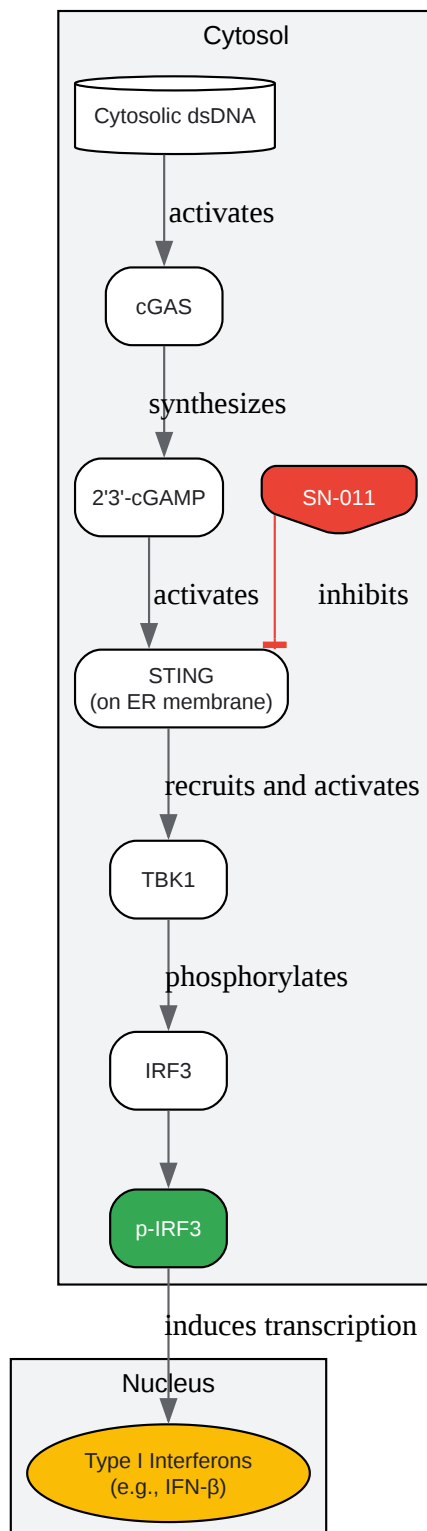 Cytosol
Cytosolic dsDNA
activates
cGAS
synthesizes
2'3'-cGAMP
SN-011
activates
inhibits
STING
(on ER membrane)
recruits and activates
TBK1
phosphorylates
IRF3
p-IRF3
induces transcription
Nucleus
Type I Interferons
(e.g., IFN-β)